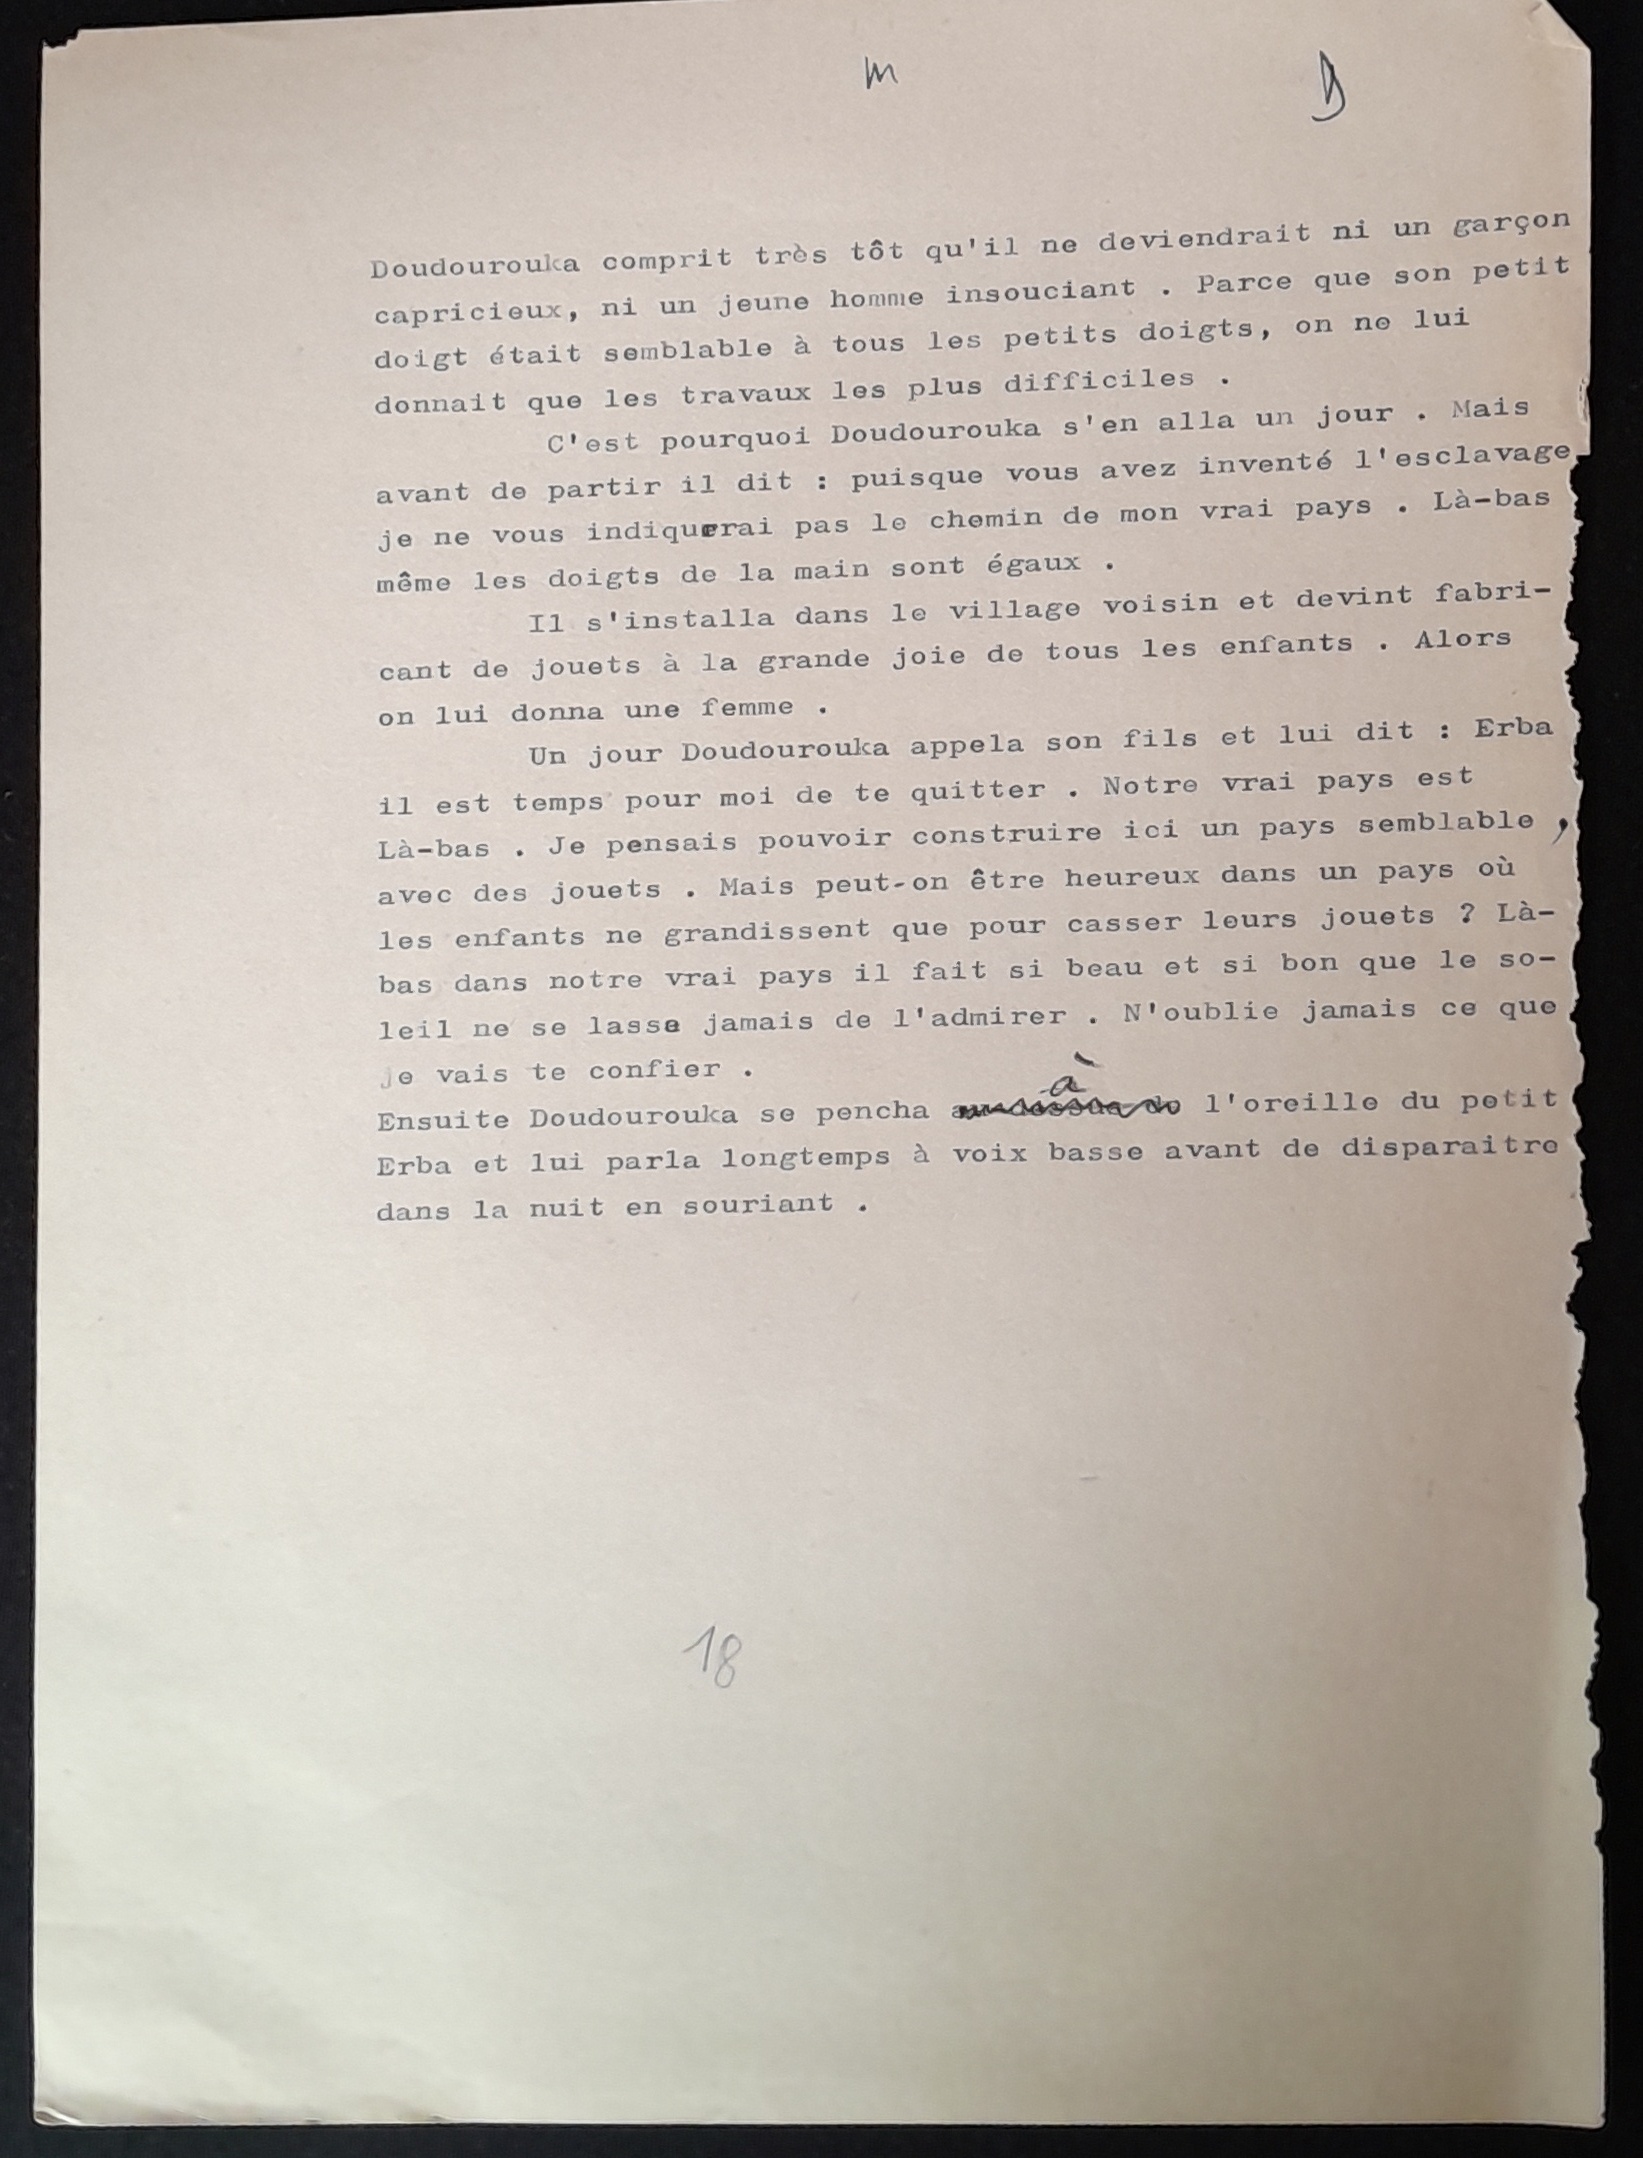 m
D
Doudourouka comprit très tôt qu'il ne deviendrait ni un garçon
capricieux, ni un jeune homme insouciant . Parce que son petit
doigt était semblable à tous les petits doigts, on ne lui
donnait que les travaux les plus difficiles .
C'est pourquoi Doudourouka s'en alla un jour . Mais
avant de partir il dit : puisque vous avez inventé l'esclavage
je ne vous indiquerai pas le chemin de mon vrai pays . Là-bas
même les doigts de la main sont égaux .
Il s'installa dans le village voisin et devint fabri-
cant de jouets à la grande joie de tous les enfants . Alors
on lui donna une femme .
Un jour Doudourouka appela son fils et lui dit : Erba
il est temps pour moi de te quitter . Notre vrai pays est
Là-bas . Je pensais pouvoir construire ici un pays semblable,
avec des jouets . Mais peut-on être heureux dans un pays où
les enfants ne grandissent que pour casser leurs jouets ? Là-
bas dans notre vrai pays il fait si beau et si bon que le so-
leil ne se lasse jamais de l'admirer . N'oublie jamais ce que
je vais te confier .
à
Ensuite Doudourouka se pencha au-dessus de l'oreille du petit
Erba et lui parla longtemps à voix basse avant de disparaitre
dans la nuit en souriant .
18